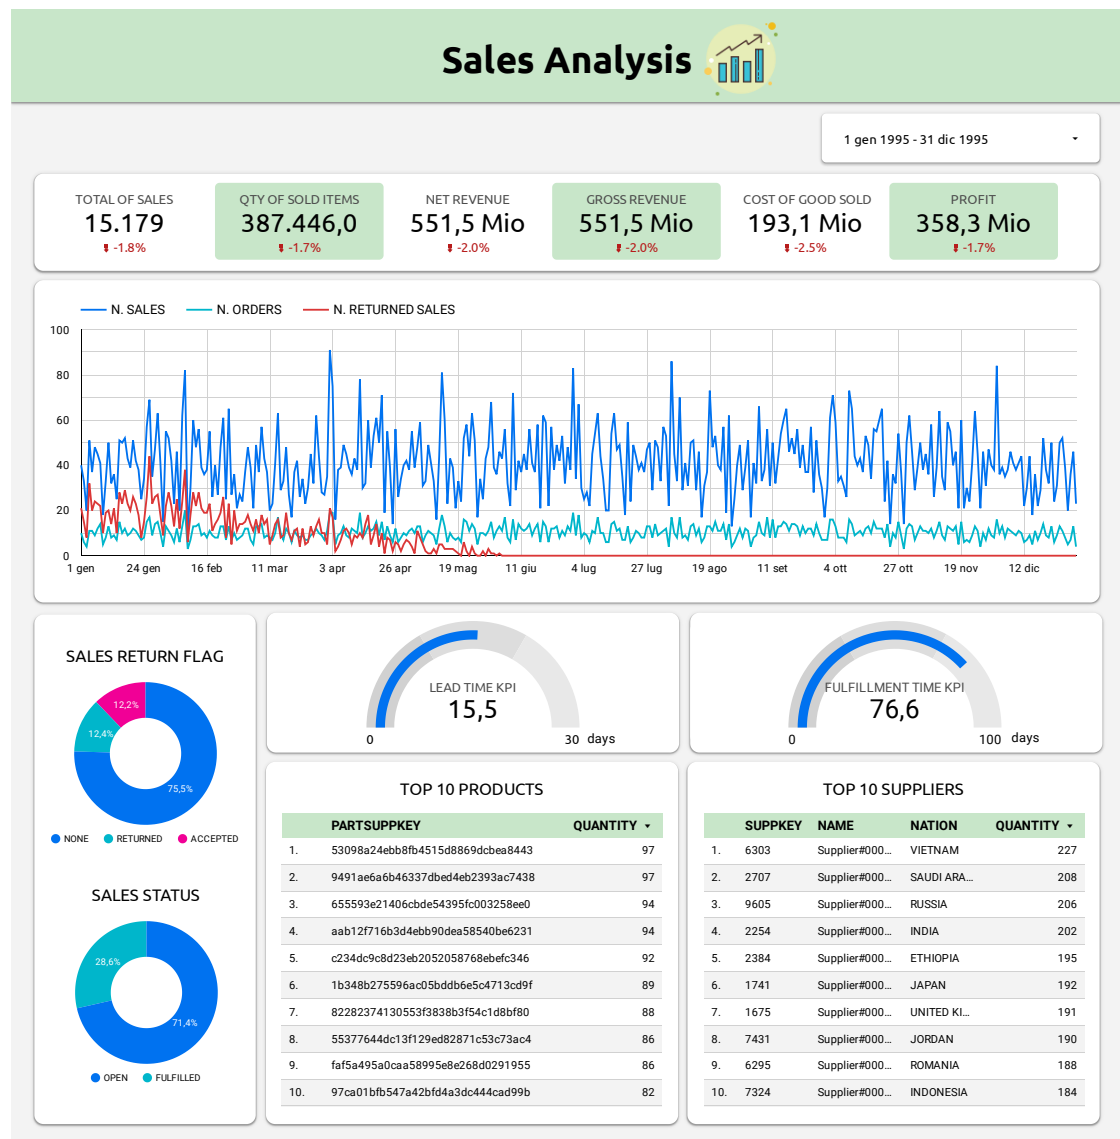 Sales Analysis
1 gen 1995 - 31 dic 1995
TOTAL OF SALES
15.179
-1.8%
QTY OF SOLD ITEMS
387.446,0
-1.7%
NET REVENUE
551,5 Mio
-2.0%
GROSS REVENUE
551,5 Mio
-2.0%
COST OF GOOD SOLD
193,1 Mio
-2.5%
PROFIT
358,3 Mio
-1.7%
N. SALES N. ORDERS N. RETURNED SALES
100
80
60
40
20
0
1 gen 24 gen 16 feb 11 mar 3 apr 26 apr 19 mag 11 giu 4 lug 27 lug 19 ago 11 set 4 ott 27 ott 19 nov 12 dic
SALES RETURN FLAG
12,2%
12,4%
75,5%
NONE RETURNED ACCEPTED
SALES STATUS
28,6%
71,4%
OPEN FULFILLED
LEAD TIME KPI
15,5
0 30 days
FULFILLMENT TIME KPI
76,6
0 100 days
TOP 10 PRODUCTS
PARTSUPPKEY QUANTITY
1. 53098a24ebb8fb4515d8869dcbea8443 97
2. 9491ae6a6b46337dbed4eb2393ac7438 97
3. 655593e21406cbde54395fc003258ee0 94
4. aab12f716b3d4ebb90dea58540be6231 94
5. c234dc9c8d23eb2052058768ebefc346 92
6. 1b348b275596ac05bddb6e5c4713cd9f 89
7. 82282374130553f3838b3f54c1d8bf80 88
8. 55377644dc13f129ed82871c53c73ac4 86
9. faf5a495a0caa58995e8e268d0291955 86
10. 97ca01bfb547a42bfd4a3dc444cad99b 82
TOP 10 SUPPLIERS
SUPPKEY NAME NATION QUANTITY
1. 6303 Supplier#000... VIETNAM 227
2. 2707 Supplier#000... SAUDI ARA... 208
3. 9605 Supplier#000... RUSSIA 206
4. 2254 Supplier#000... INDIA 202
5. 2384 Supplier#000... ETHIOPIA 195
6. 1741 Supplier#000... JAPAN 192
7. 1675 Supplier#000... UNITED KI... 191
8. 7431 Supplier#000... JORDAN 190
9. 6295 Supplier#000... ROMANIA 188
10. 7324 Supplier#000... INDONESIA 184